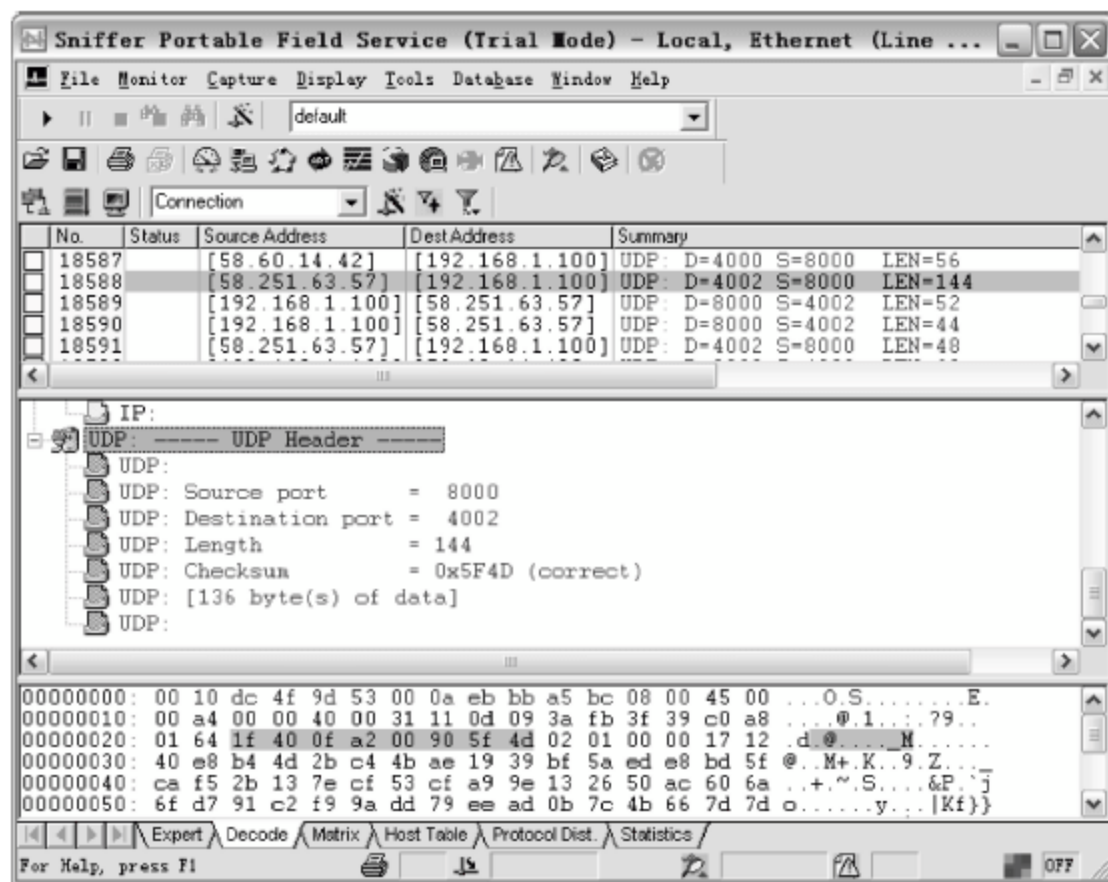 Sniffer Portable Field Service (Trial Mode) - Local, Ethernet (Line ...
File Monitor Capture Display Tools Database Window Help
default
Connection
No. Status Source Address Dest Address Summary
18587 [58.60.14.42] [192.168.1.100] UDP: D=4000 S=8000 LEN=56
18588 [58.251.63.57] [192.168.1.100] UDP: D=4002 S=8000 LEN=144
18589 [192.168.1.100] [58.251.63.57] UDP: D=8000 S=4002 LEN=52
18590 [192.168.1.100] [58.251.63.57] UDP: D=8000 S=4002 LEN=44
18591 [58.251.63.57] [192.168.1.100] UDP: D=4002 S=8000 LEN=48
IP:
UDP: ----- UDP Header -----
UDP:
UDP: Source port = 8000
UDP: Destination port = 4002
UDP: Length = 144
UDP: Checksum = 0x5F4D (correct)
UDP: [136 byte(s) of data]
UDP:
00000000: 00 10 dc 4f 9d 53 00 0a eb bb a5 bc 08 00 45 00 ...O.S........E.
00000010: 00 a4 00 00 40 00 31 11 0d 09 3a fb 3f 39 c0 a8 ....@.1...:.?9..
00000020: 01 64 1f 40 0f a2 00 90 5f 4d 02 01 00 00 17 12 .d.@...._M......
00000030: 40 e8 b4 4d 2b c4 4b ae 19 39 bf 5a ed e8 bd 5f @..M+.K..9.Z..._
00000040: ca f5 2b 13 7e cf 53 cf a9 9e 13 26 50 ac 60 6a ..+.~.S....&P.`j
00000050: 6f d7 91 c2 f9 9a dd 79 ee ad 0b 7c 4b 66 7d 7d o......y...|Kf}}
Expert Decode Matrix Host Table Protocol Dist. Statistics
For Help, press F1 OFF